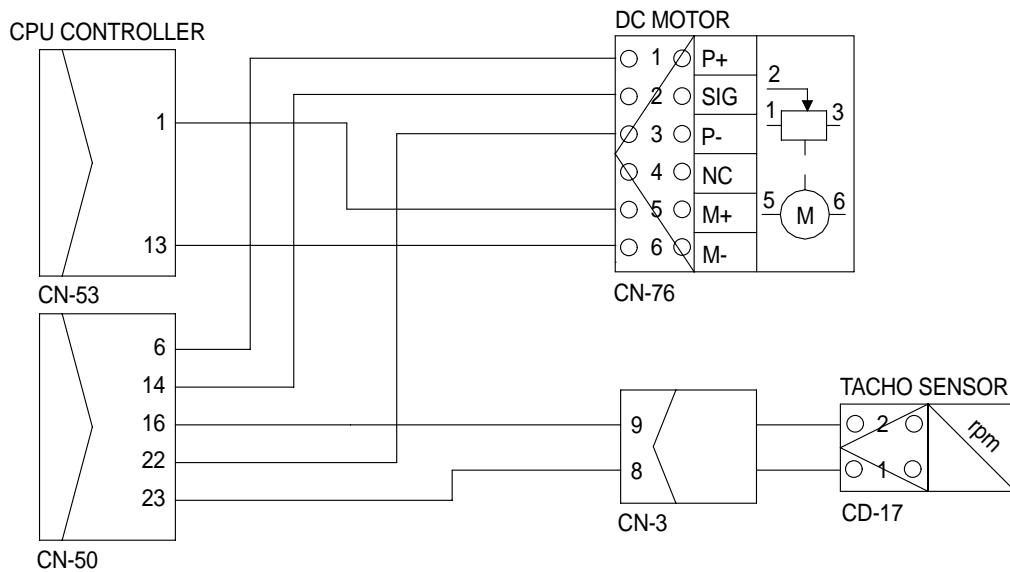 CPU CONTROLLER
1
13
CN-53
6
14
16
22
23
CN-50
DC MOTOR
1 P+
2 SIG
3 P-
4 NC
5 M+
6 M-
2
1 3
5 M 6
CN-76
9
8
CN-3
TACHO SENSOR
2
1
rpm
CD-17